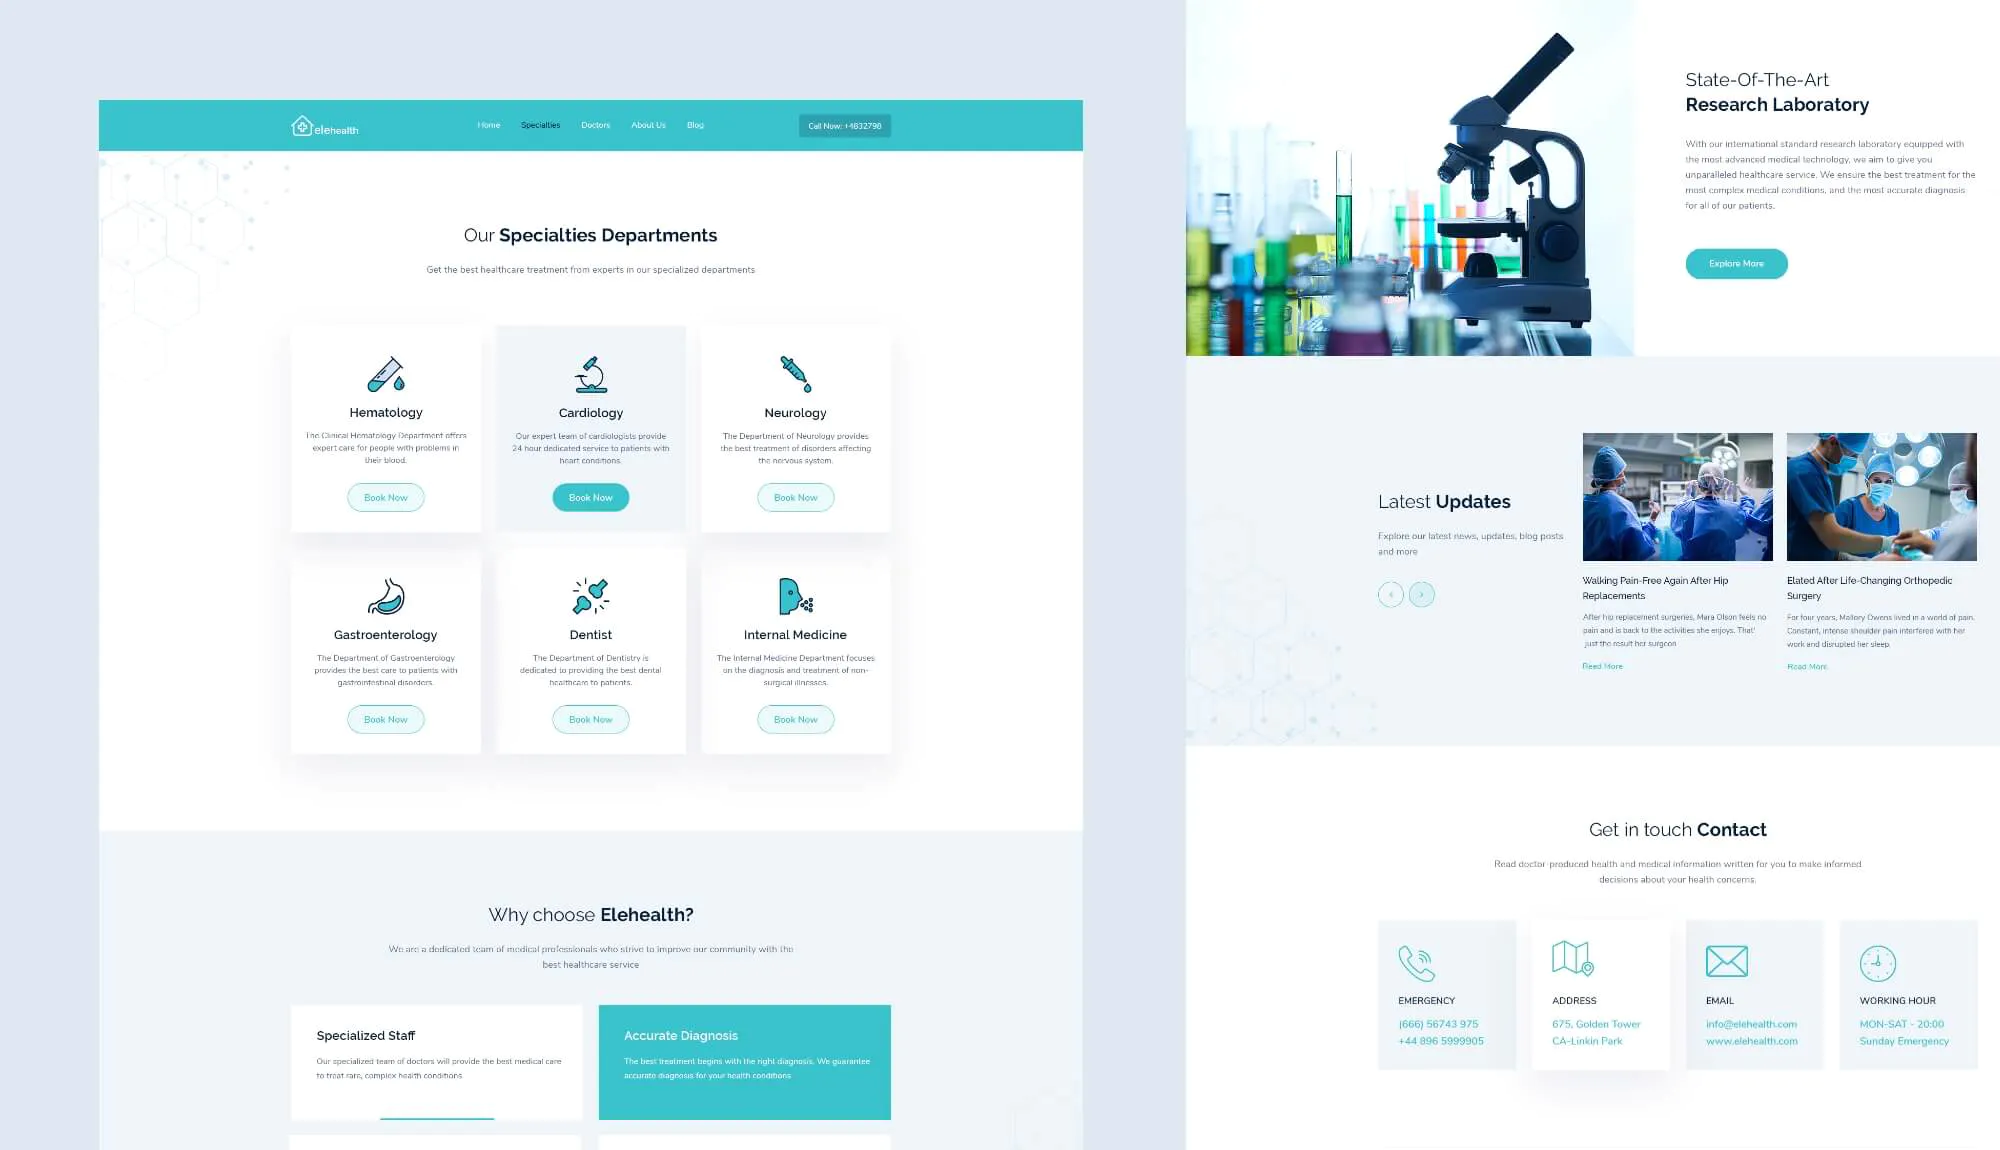 elehealth
Home
Specialties
Doctors
About Us
Blog
Call Now: +4832798
Our Specialties Departments
Get the best healthcare treatment from experts in our specialized departments
Hematology
The Clinical Hematology Department offers
expert care for people with problems in
their blood.
Book Now
Cardiology
Our expert team of cardiologists provide
24 hour dedicated service to patients with
heart conditions.
Book Now
Neurology
The Department of Neurology provides
the best treatment of disorders affecting
the nervous system.
Book Now
Gastroenterology
The Department of Gastroenterology
provides the best care to patients with
gastrointestinal disorders.
Book Now
Dentist
The Department of Dentistry is
dedicated to providing the best dental
healthcare to patients.
Book Now
Internal Medicine
The Internal Medicine Department focuses
on the diagnosis and treatment of non-
surgical illnesses.
Book Now
Why choose Elehealth?
We are a dedicated team of medical professionals who strive to improve our community with the
best healthcare service
Specialized Staff
Our specialized team of doctors will provide the best medical care
to treat rare, complex health conditions
Accurate Diagnosis
The best treatment begins with the right diagnosis. We guarantee
accurate diagnosis for your health conditions
State-Of-The-Art
Research Laboratory
With our international standard research laboratory equipped with
the most advanced medical technology, we aim to give you
unparalleled healthcare service. We ensure the best treatment for the
most complex medical conditions, and the most accurate diagnosis
for all of our patients.
Explore More
Latest Updates
Explore our latest news, updates, blog posts
and more
Walking Pain-Free Again After Hip
Replacements
After hip replacement surgeries, Mara Olson feels no
pain and is back to the activities she enjoys. That'
just the result her surgeon
Read More
Elated After Life-Changing Orthopedic
Surgery
For four years, Mallory Owens lived in a world of pain.
Constant, intense shoulder pain interfered with her
work and disrupted her sleep.
Read More
Get in touch Contact
Read doctor-produced health and medical information written for you to make informed
decisions about your health concerns.
EMERGENCY
(666) 56743 975
+44 896 5999905
ADDRESS
675, Golden Tower
CA-Linkin Park
EMAIL
info@elehealth.com
www.elehealth.com
WORKING HOUR
MON-SAT - 20:00
Sunday Emergency